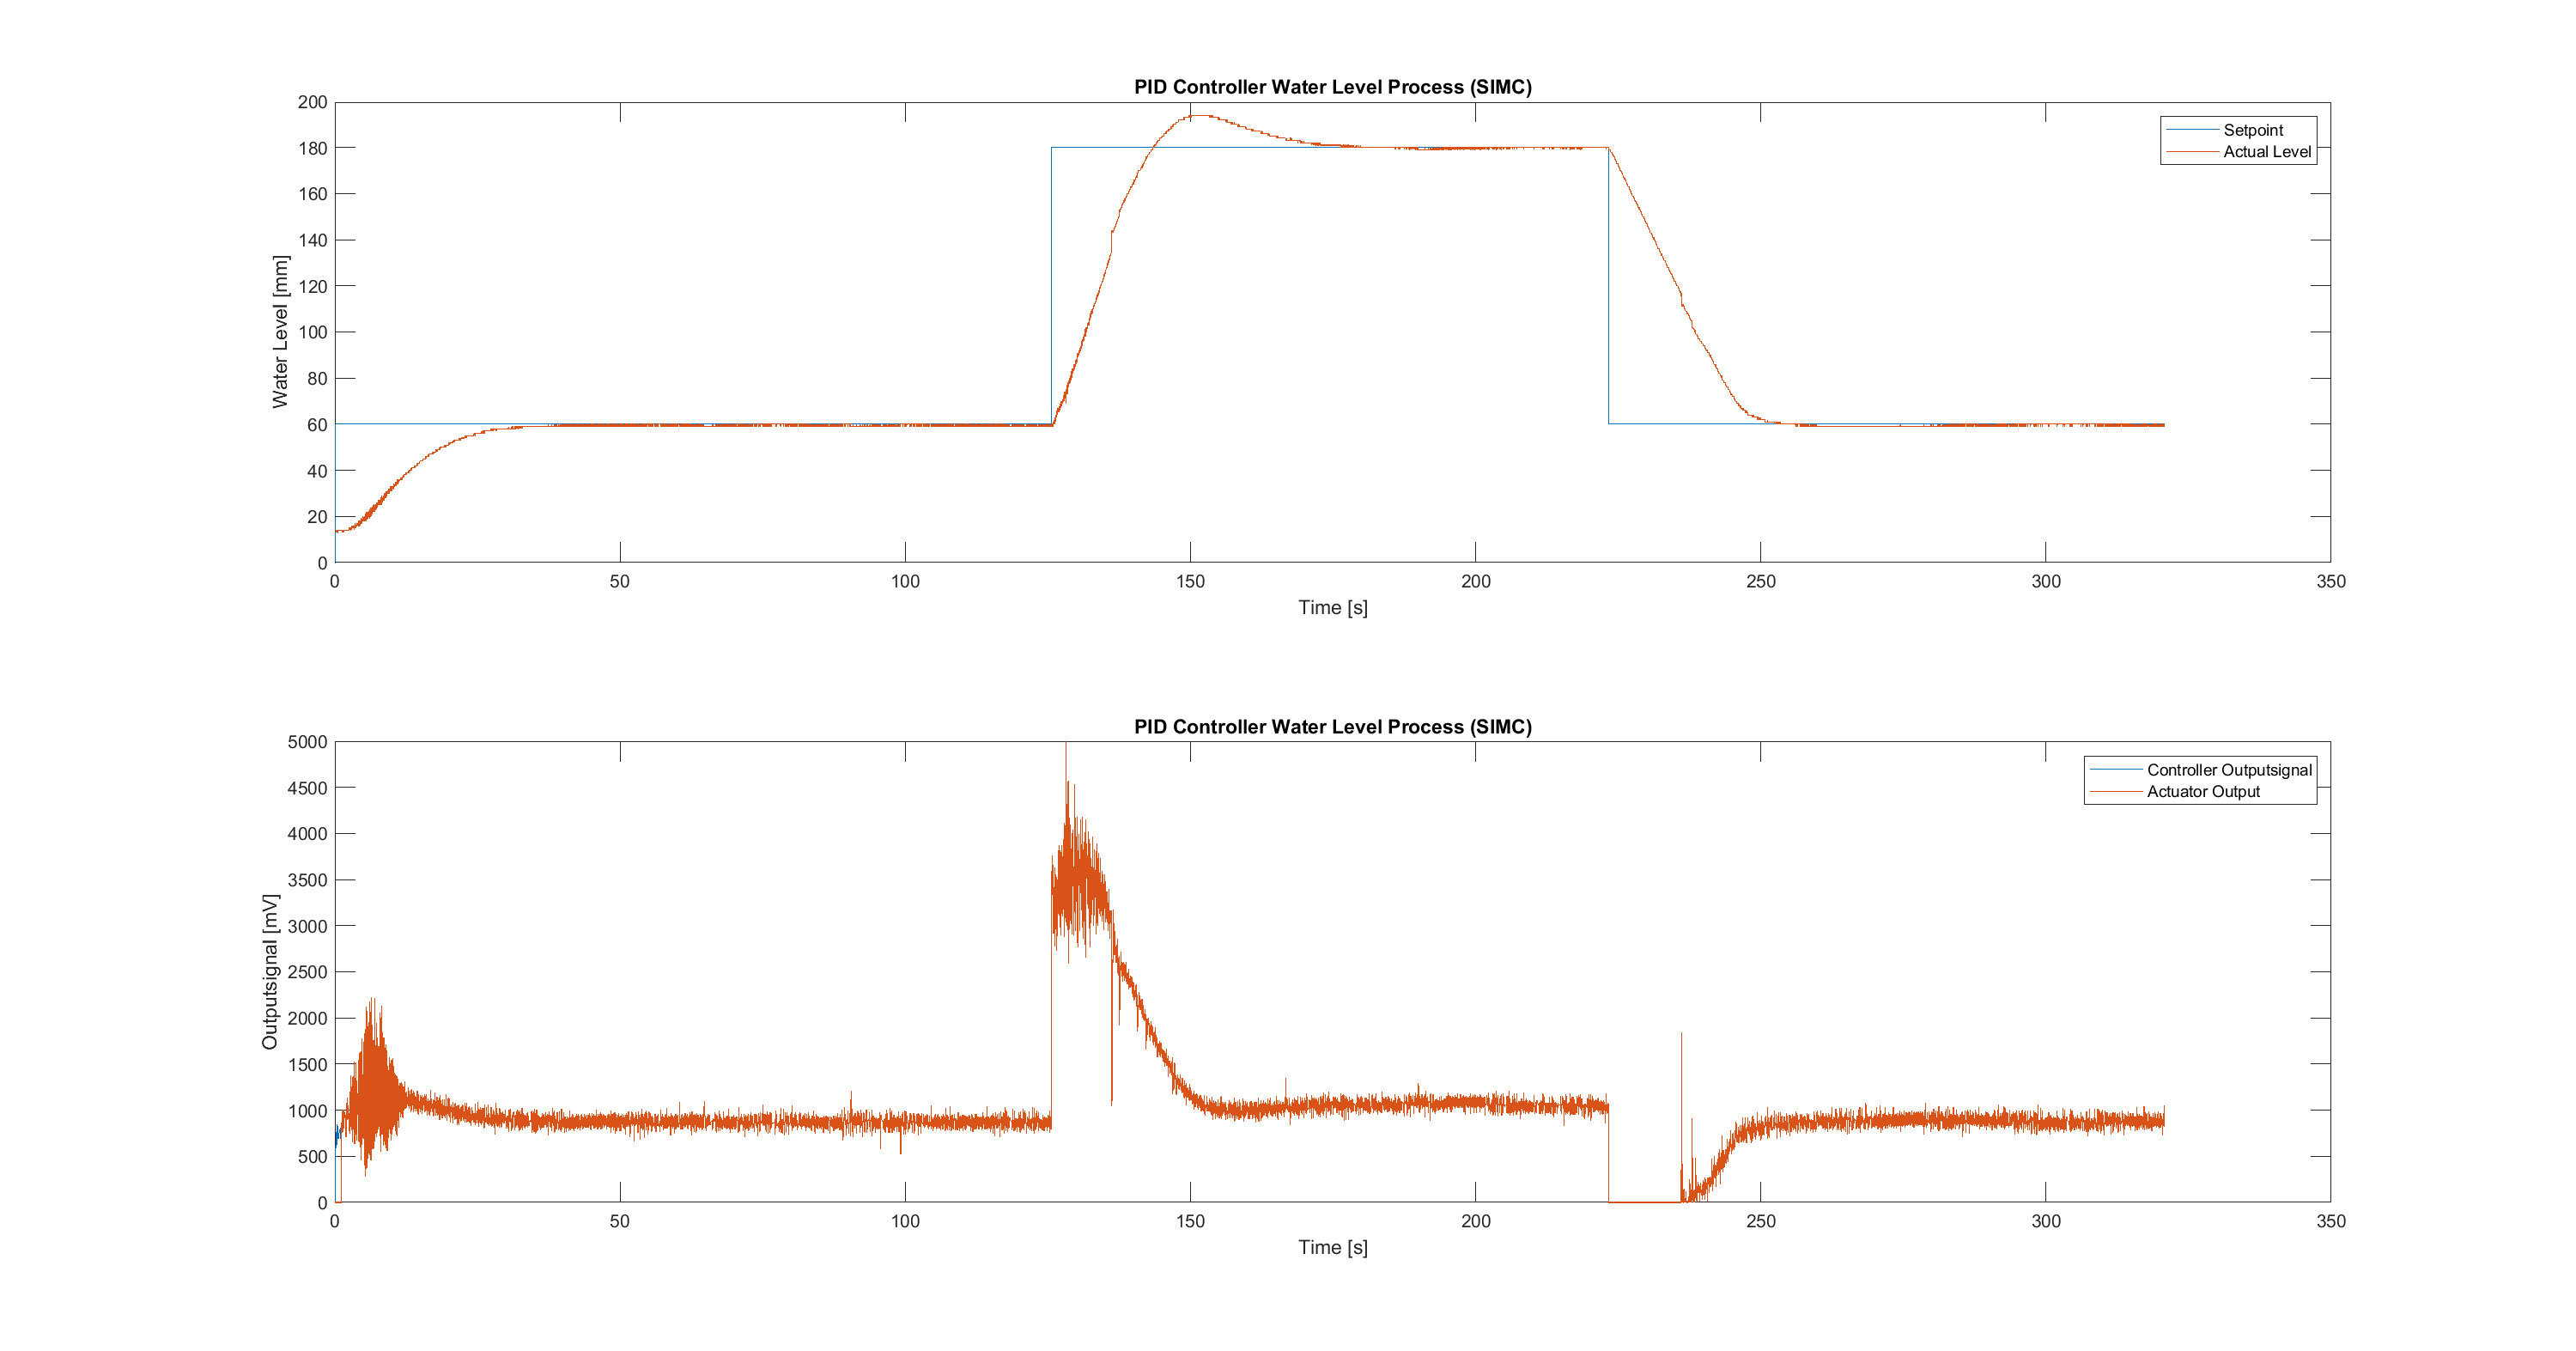 PID Controller Water Level Process (SIMC)
200
180
160
140
120
100
80
60
40
20
0
Water Level [mm]
Setpoint
Actual Level
0 50 100 150 200 250 300 350
Time [s]
PID Controller Water Level Process (SIMC)
5000
4500
4000
3500
3000
2500
2000
1500
1000
500
0
Outputsignal [mV]
Controller Outputsignal
Actuator Output
0 50 100 150 200 250 300 350
Time [s]